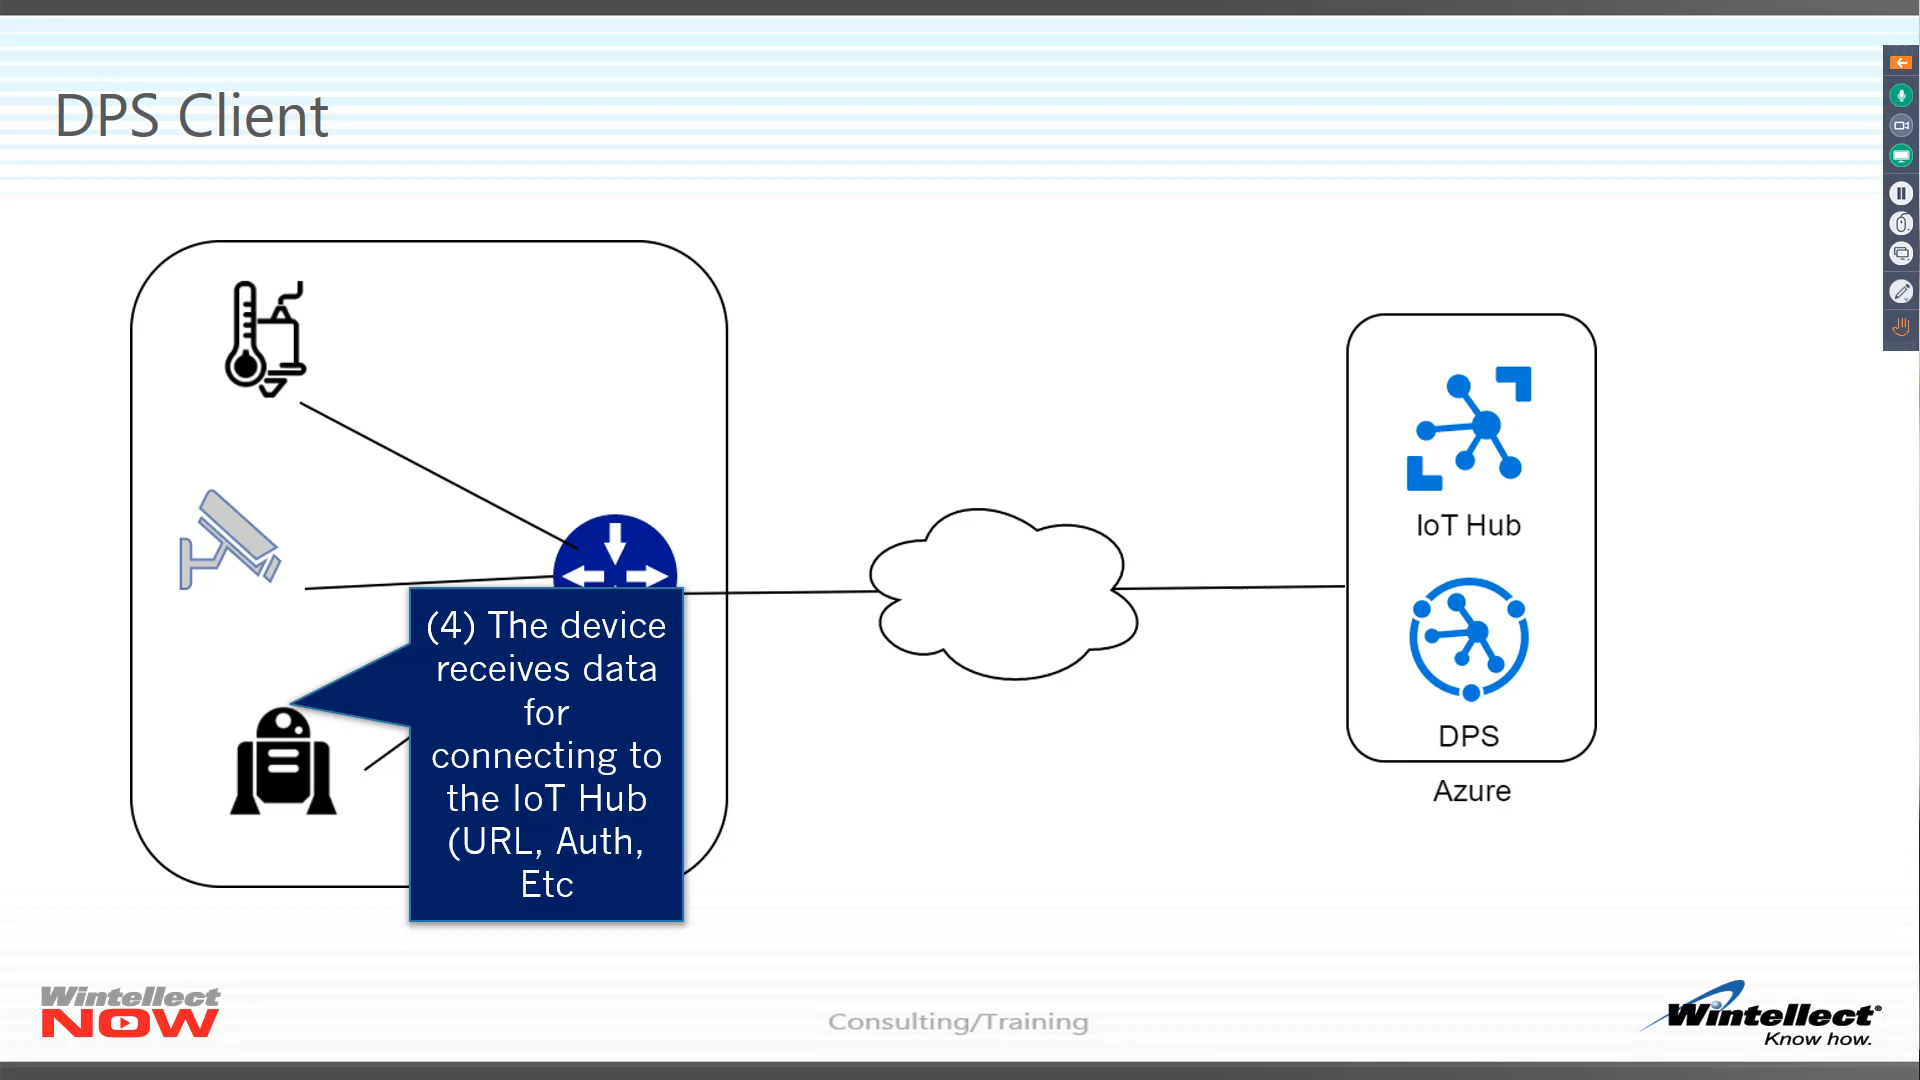 DPS Client
(4) The device
receives data
for
connecting to
the IoT Hub
(URL, Auth,
Etc
IoT Hub
DPS
Azure
Wintellect
NOW
Consulting/Training
Wintellect®
Know how.